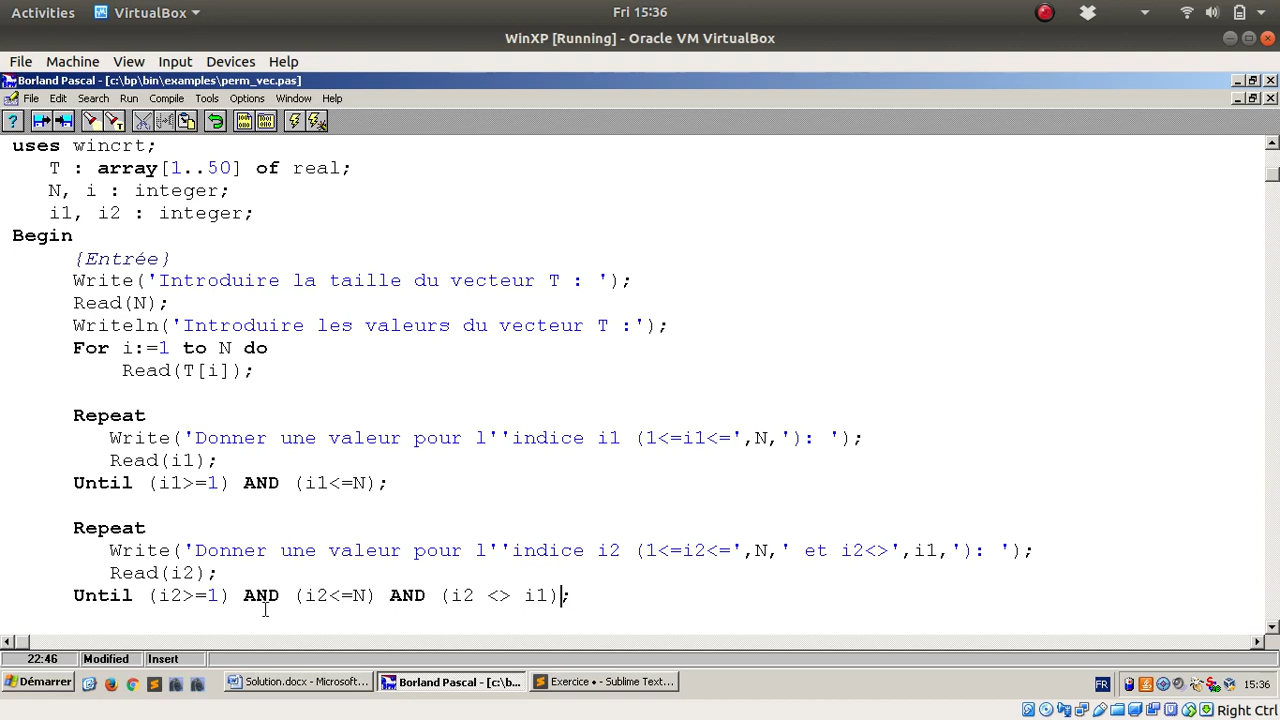 Activities VirtualBox Fri 15:36
WinXP [Running] - Oracle VM VirtualBox
File Machine View Input Devices Help
Borland Pascal - [c:\bp\bin\examples\perm_vec.pas]
File Edit Search Run Compile Tools Options Window Help
uses wincrt;
T : array[1..50] of real;
N, i : integer;
i1, i2 : integer;
Begin
{Entrée}
Write('Introduire la taille du vecteur T : ');
Read(N);
Writeln('Introduire les valeurs du vecteur T :');
For i:=1 to N do
Read(T[i]);
Repeat
Write('Donner une valeur pour l''indice i1 (1<=i1<=',N,'): ');
Read(i1);
Until (i1>=1) AND (i1<=N);
Repeat
Write('Donner une valeur pour l''indice i2 (1<=i2<=',N,' et i2<>',i1,'): ');
Read(i2);
Until (i2>=1) AND (i2<=N) AND (i2 <> i1);
22:46 Modified Insert
Démarrer Solution.docx - Microsoft... Borland Pascal - [c:\b... Exercice • - Sublime Text... FR 15:36
Right Ctrl